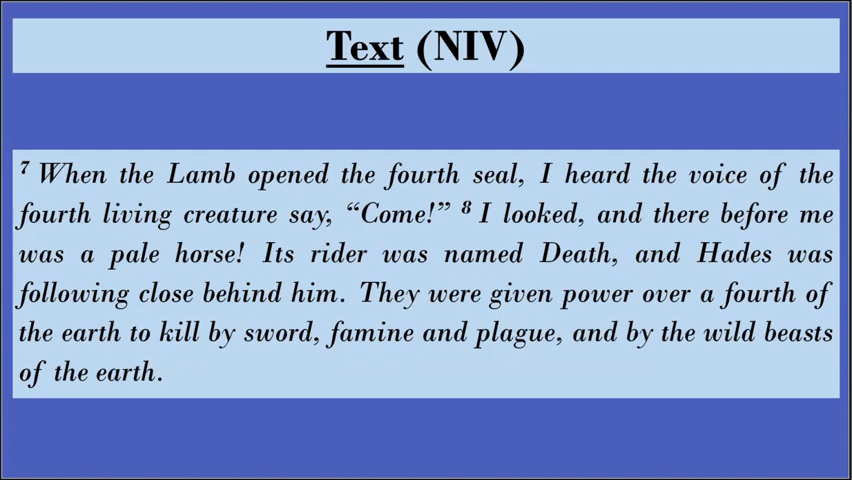 Text (NIV)
⁷ When the Lamb opened the fourth seal, I heard the voice of the
fourth living creature say, “Come!” ⁸ I looked, and there before me
was a pale horse! Its rider was named Death, and Hades was
following close behind him. They were given power over a fourth of
the earth to kill by sword, famine and plague, and by the wild beasts
of the earth.